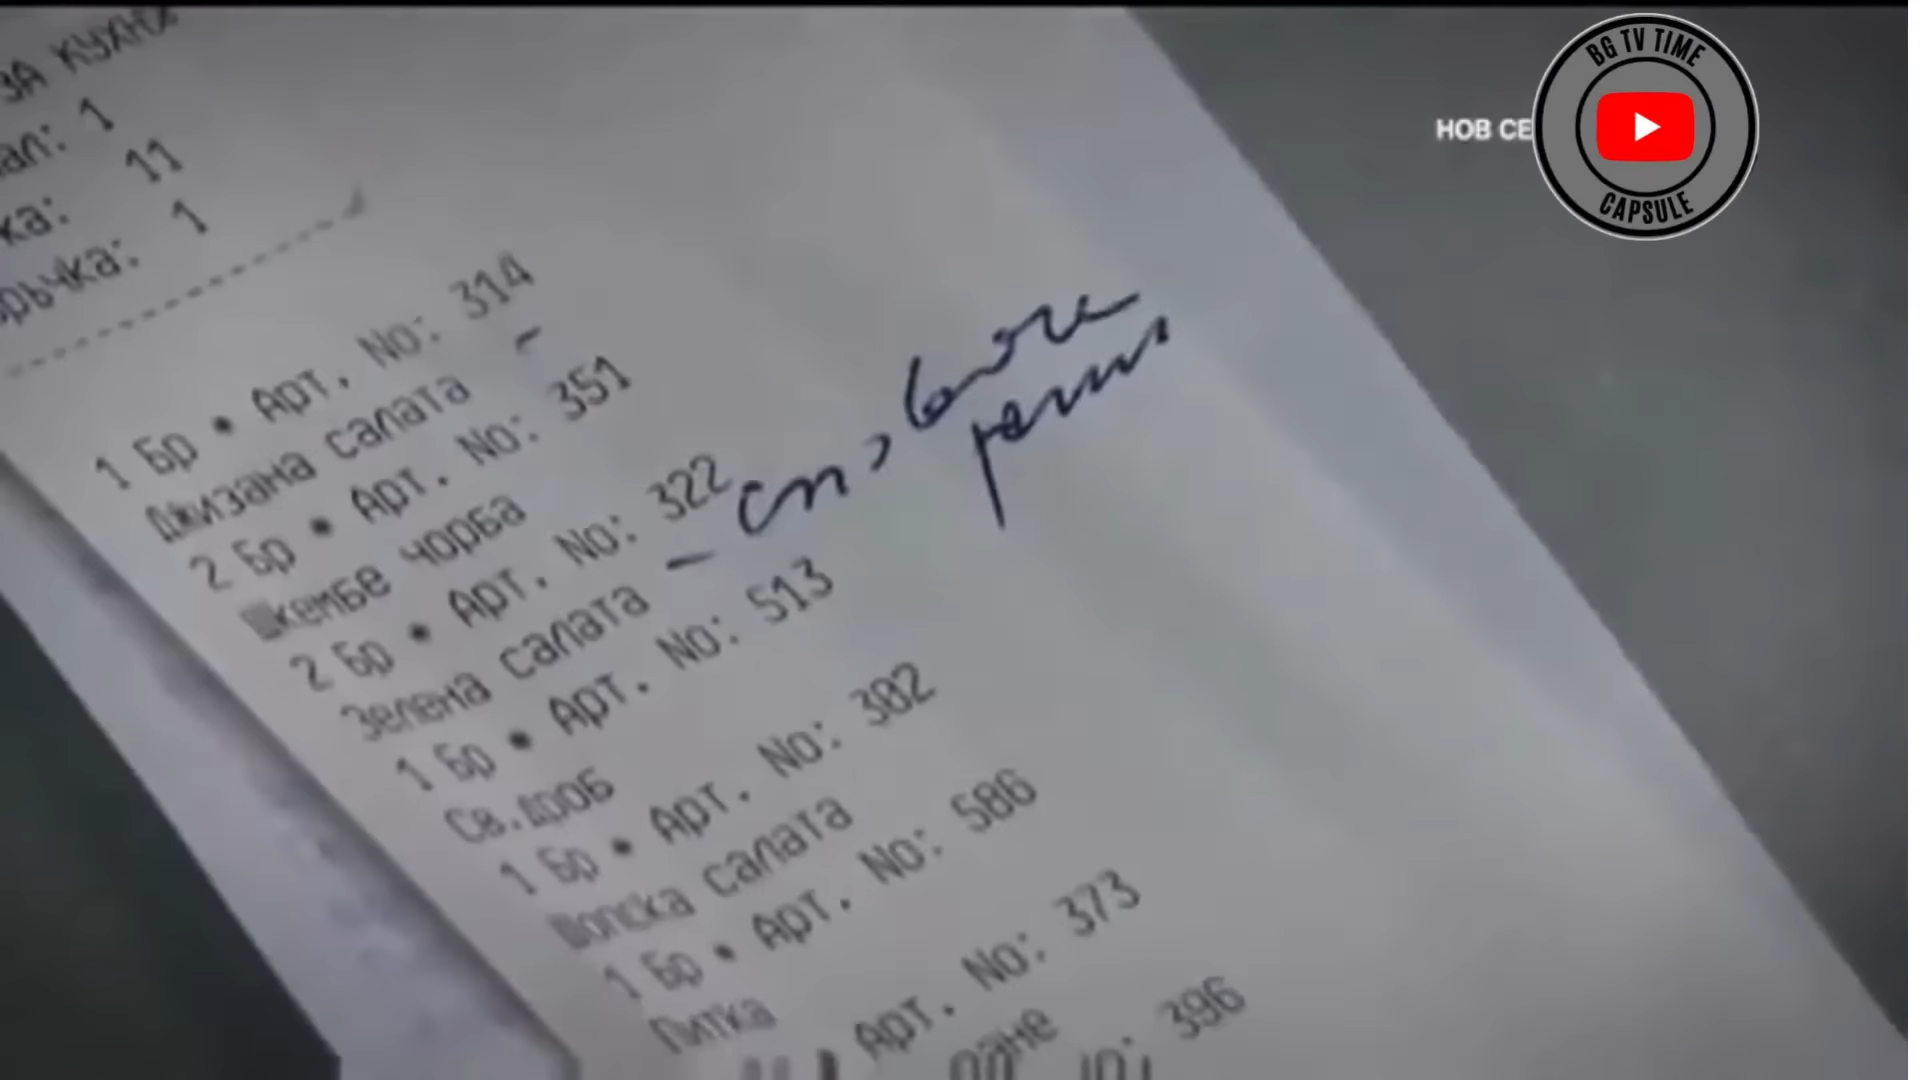 ЗА КУХНЯ
ал: 1
ка: 11
оръчка: 1
1 бр • Арт. No: 314
Джизана салата -
2 бр • Арт. No: 351
Шкембе чорба
2 бр • Арт. No: 322
Зелена салата -
1 бр • Арт. No: 513
Св.дроб
1 бр • Арт. No: 302
Шопска салата
1 бр • Арт. No: 586
Питка
Арт. No: 373
No: 396
НОВ СЕ
BG TV TIME
CAPSULE